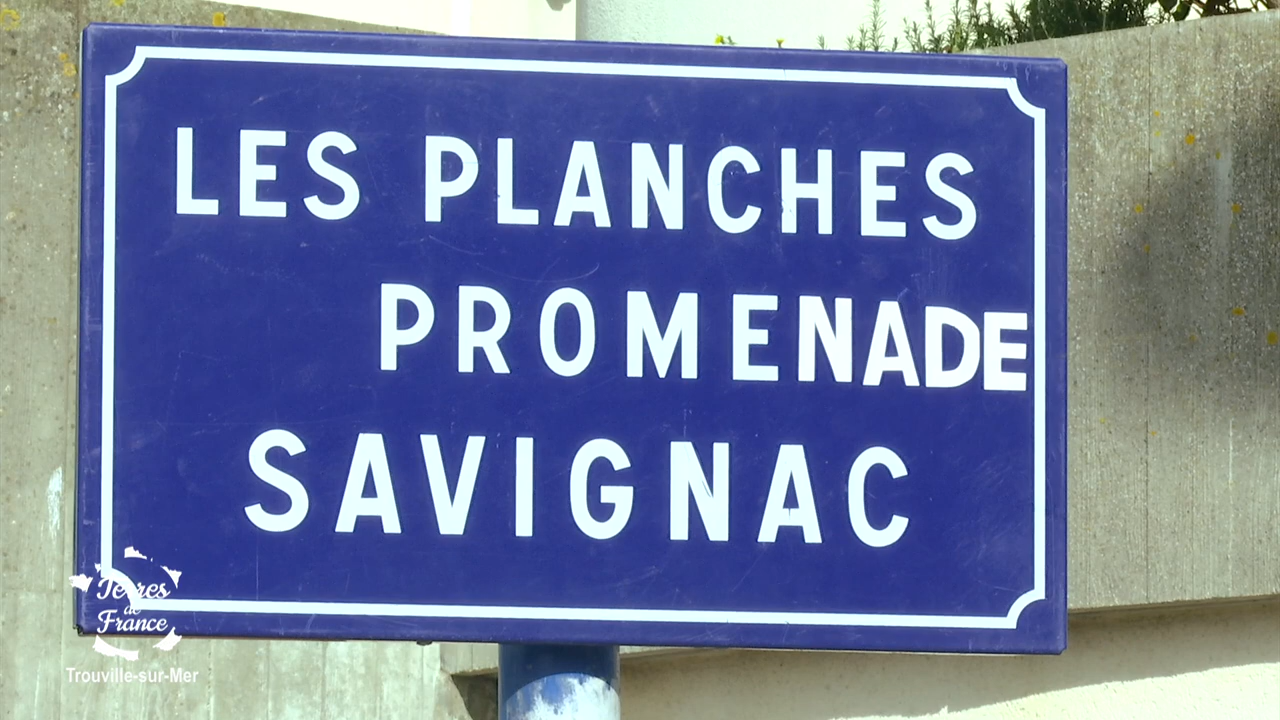 LES PLANCHES
PROMENADE
SAVIGNAC
Terres
de
France
Trouville-sur-Mer